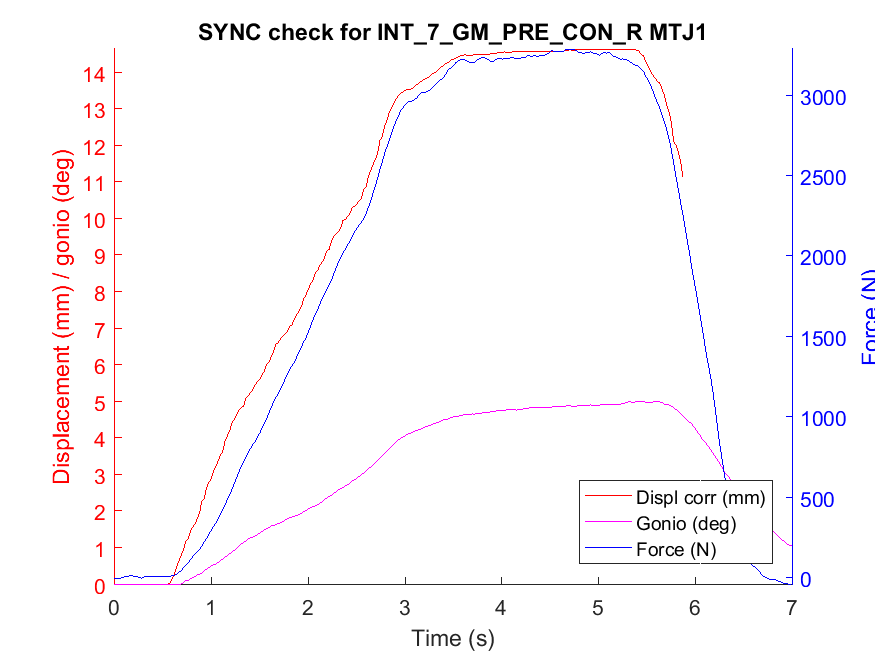 SYNC check for INT_7_GM_PRE_CON_R MTJ1
Displacement (mm) / gonio (deg)
14
13
12
11
10
9
8
7
6
5
4
3
2
1
0
3000
2500
2000
1500
1000
500
0
Force (N)
Displ corr (mm)
Gonio (deg)
Force (N)
0 1 2 3 4 5 6 7
Time (s)